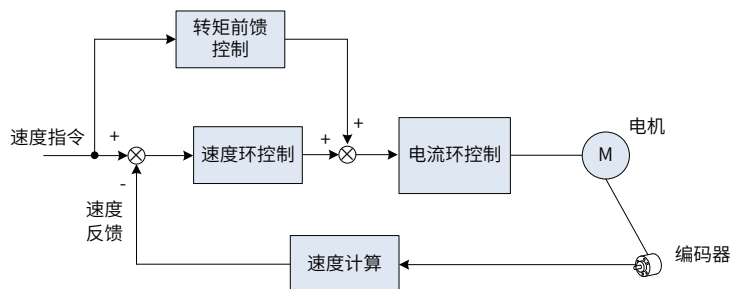 转矩前馈
控制
速度指令
+
+
+
速度环控制
电流环控制
电机
M
-
速度
反馈
速度计算
编码器